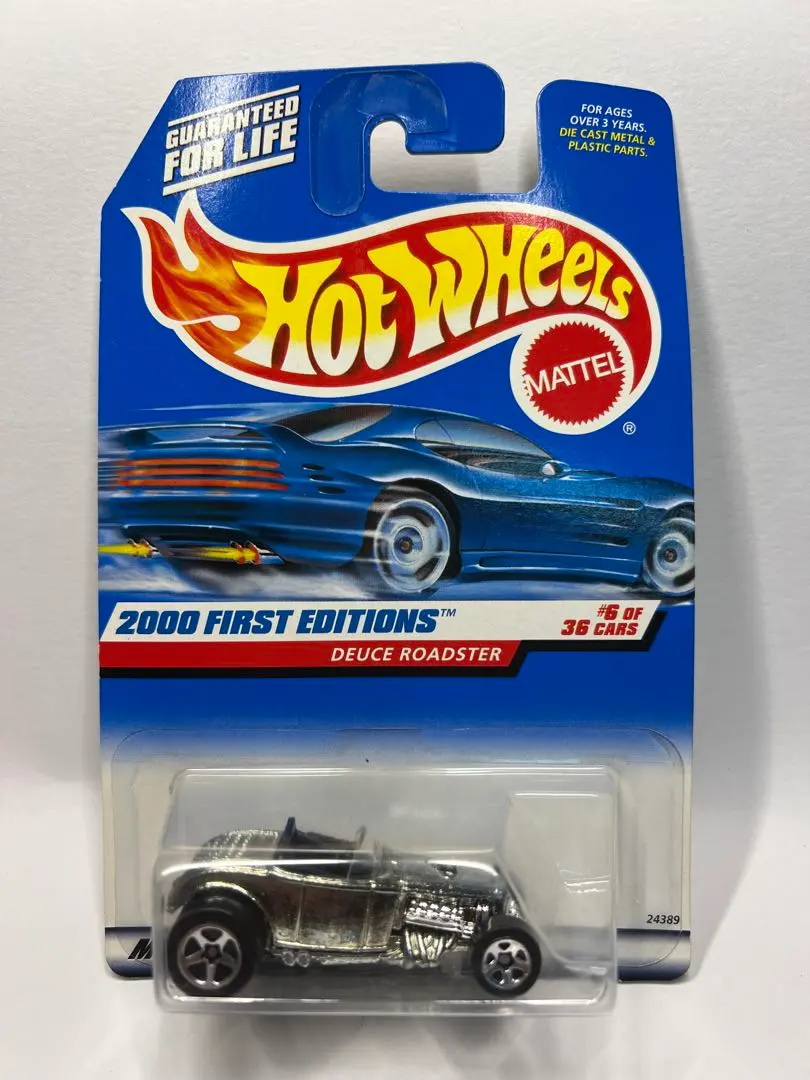 GUARANTEED
FOR LIFE
FOR AGES
OVER 3 YEARS.
DIE CAST METAL &
PLASTIC PARTS.
HOT WHEELS
MATTEL
®
2000 FIRST EDITIONS™
#6 OF
36 CARS
DEUCE ROADSTER
24389